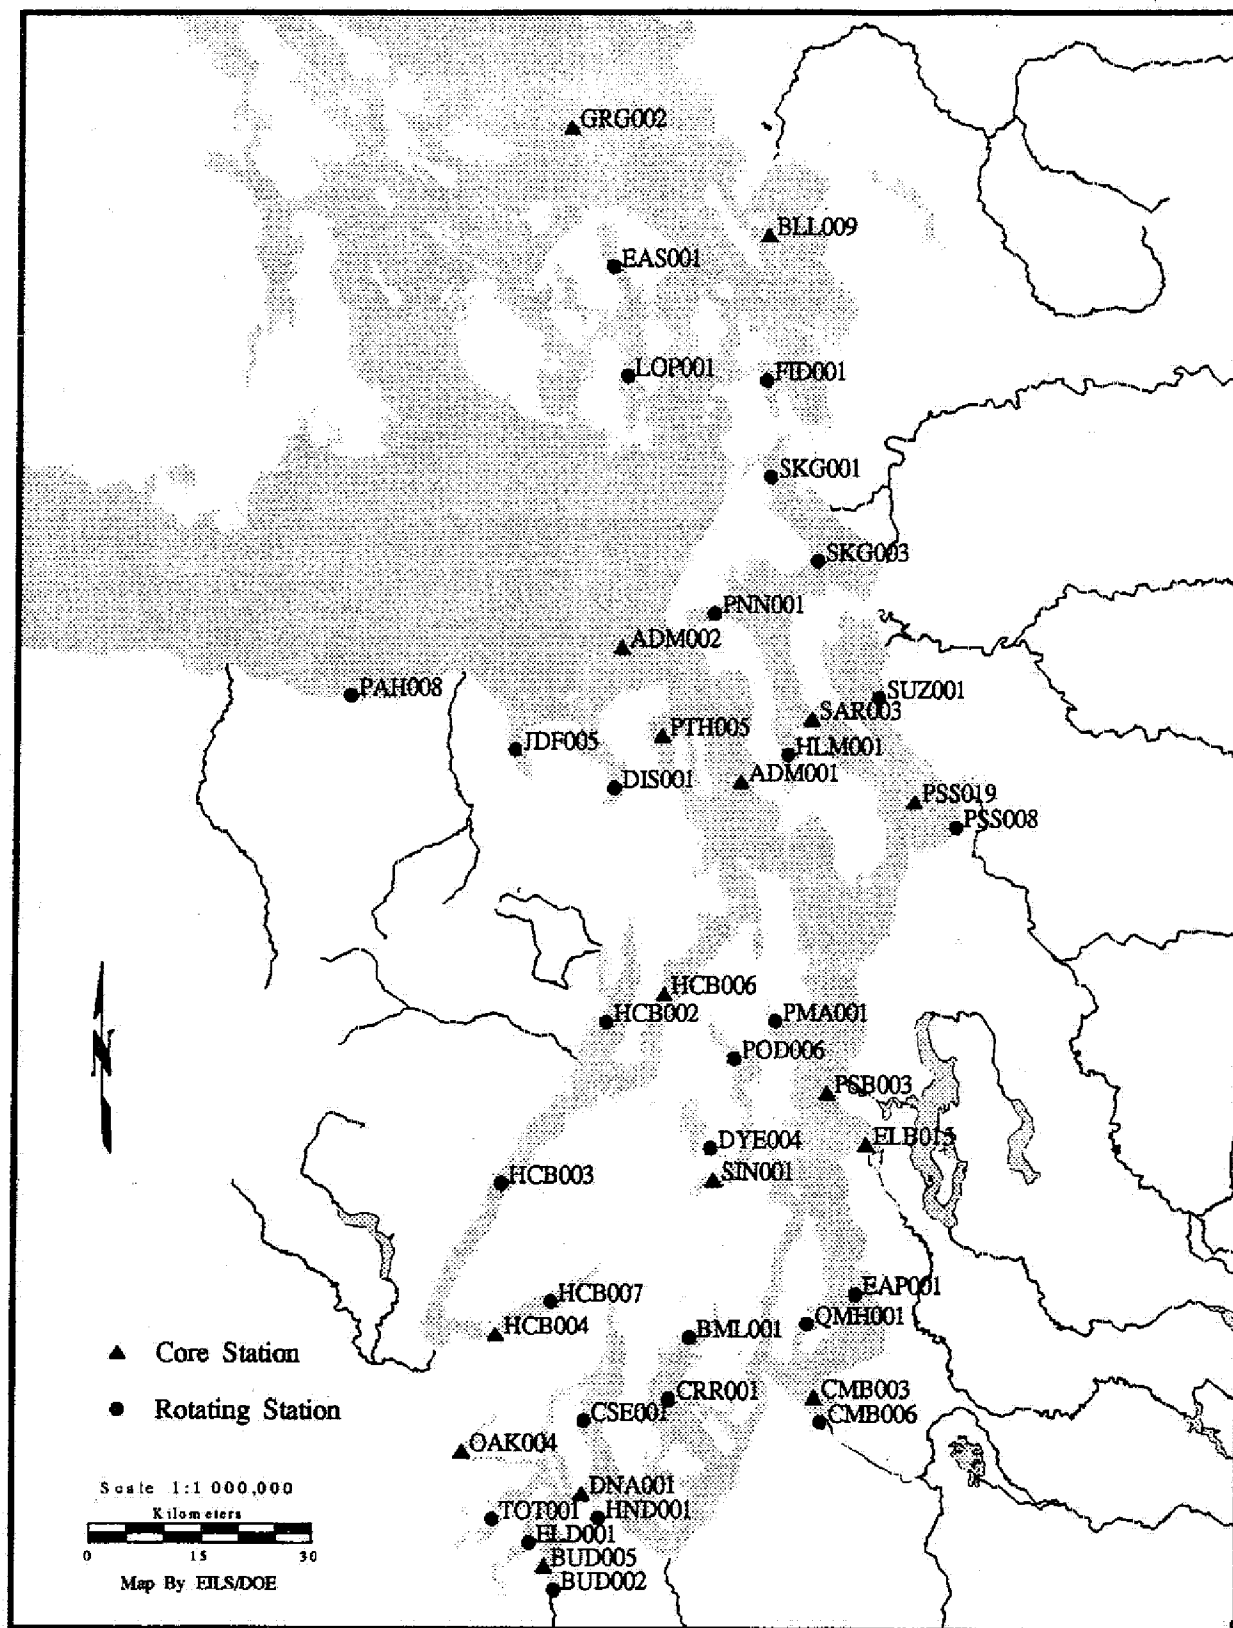 GRG002
BLL009
EAS001
LOP001
FID001
SKG001
SKG003
PNN001
ADM002
PAH008
SUZ001
SAR003
PTH005
JDF005
HLM001
ADM001
DIS001
PSS019
PSS008
HCB006
HCB002
PMA001
POD006
PSB003
ELB015
DYE004
SIN001
HCB003
EAP001
HCB007
QMH001
HCB004
BML001
Core Station
CRR001
CMB003
Rotating Station
CSE001
CMB006
OAK004
Scale 1:1 000,000
DNA001
Kilometers
TOT001
HND001
ELD001
0 15 30
BUD005
Map By EILS/DOE
BUD002
N